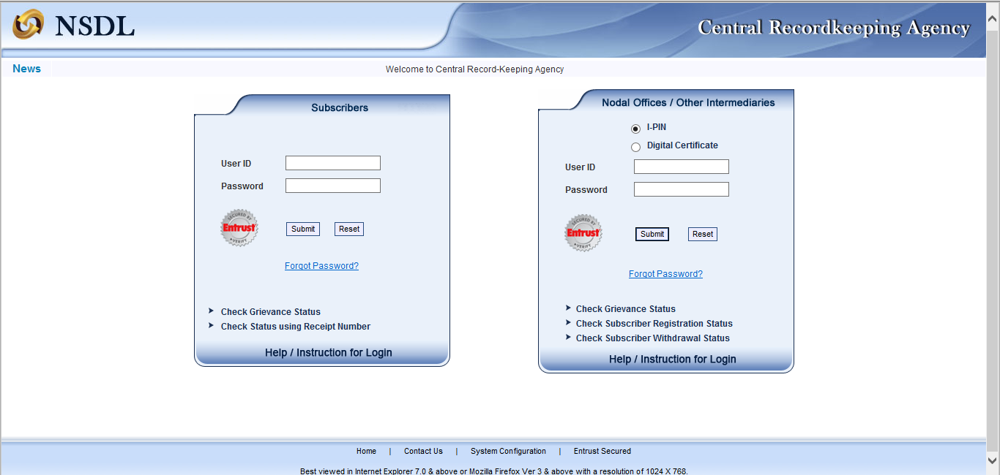 NSDL
Central Recordkeeping Agency
News
Welcome to Central Record-Keeping Agency
Subscribers
User ID
Password
SECURED BY
Entrust
VERIFY
Submit
Reset
Forgot Password?
Check Grievance Status
Check Status using Receipt Number
Help / Instruction for Login
Nodal Offices / Other Intermediaries
I-PIN
Digital Certificate
User ID
Password
SECURED BY
Entrust
VERIFY
Submit
Reset
Forgot Password?
Check Grievance Status
Check Subscriber Registration Status
Check Subscriber Withdrawal Status
Help / Instruction for Login
Home | Contact Us | System Configuration | Entrust Secured
Best viewed in Internet Explorer 7.0 & above or Mozilla Firefox Ver 3 & above with a resolution of 1024 X 768.